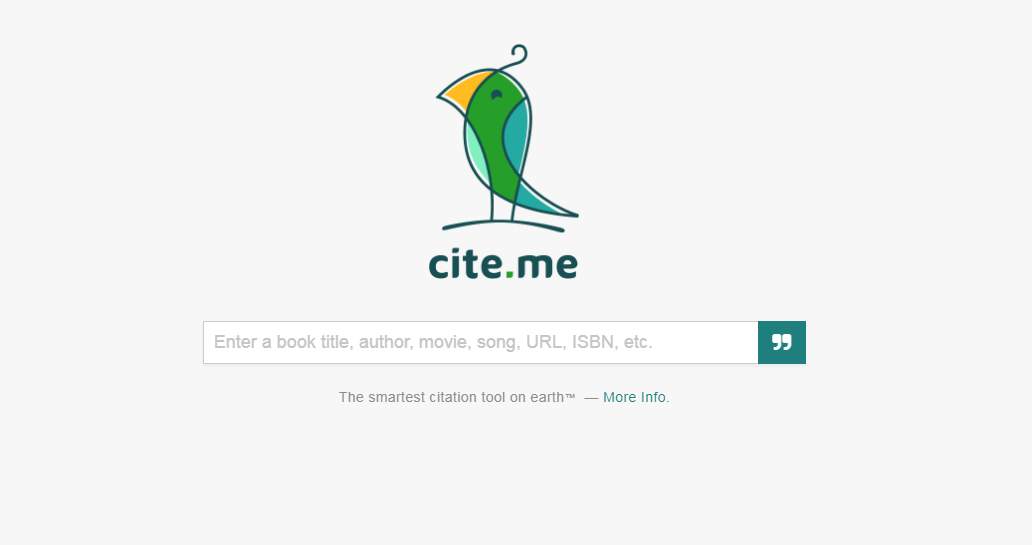 cite.me
Enter a book title, author, movie, song, URL, ISBN, etc.
The smartest citation tool on earth™ — More Info.